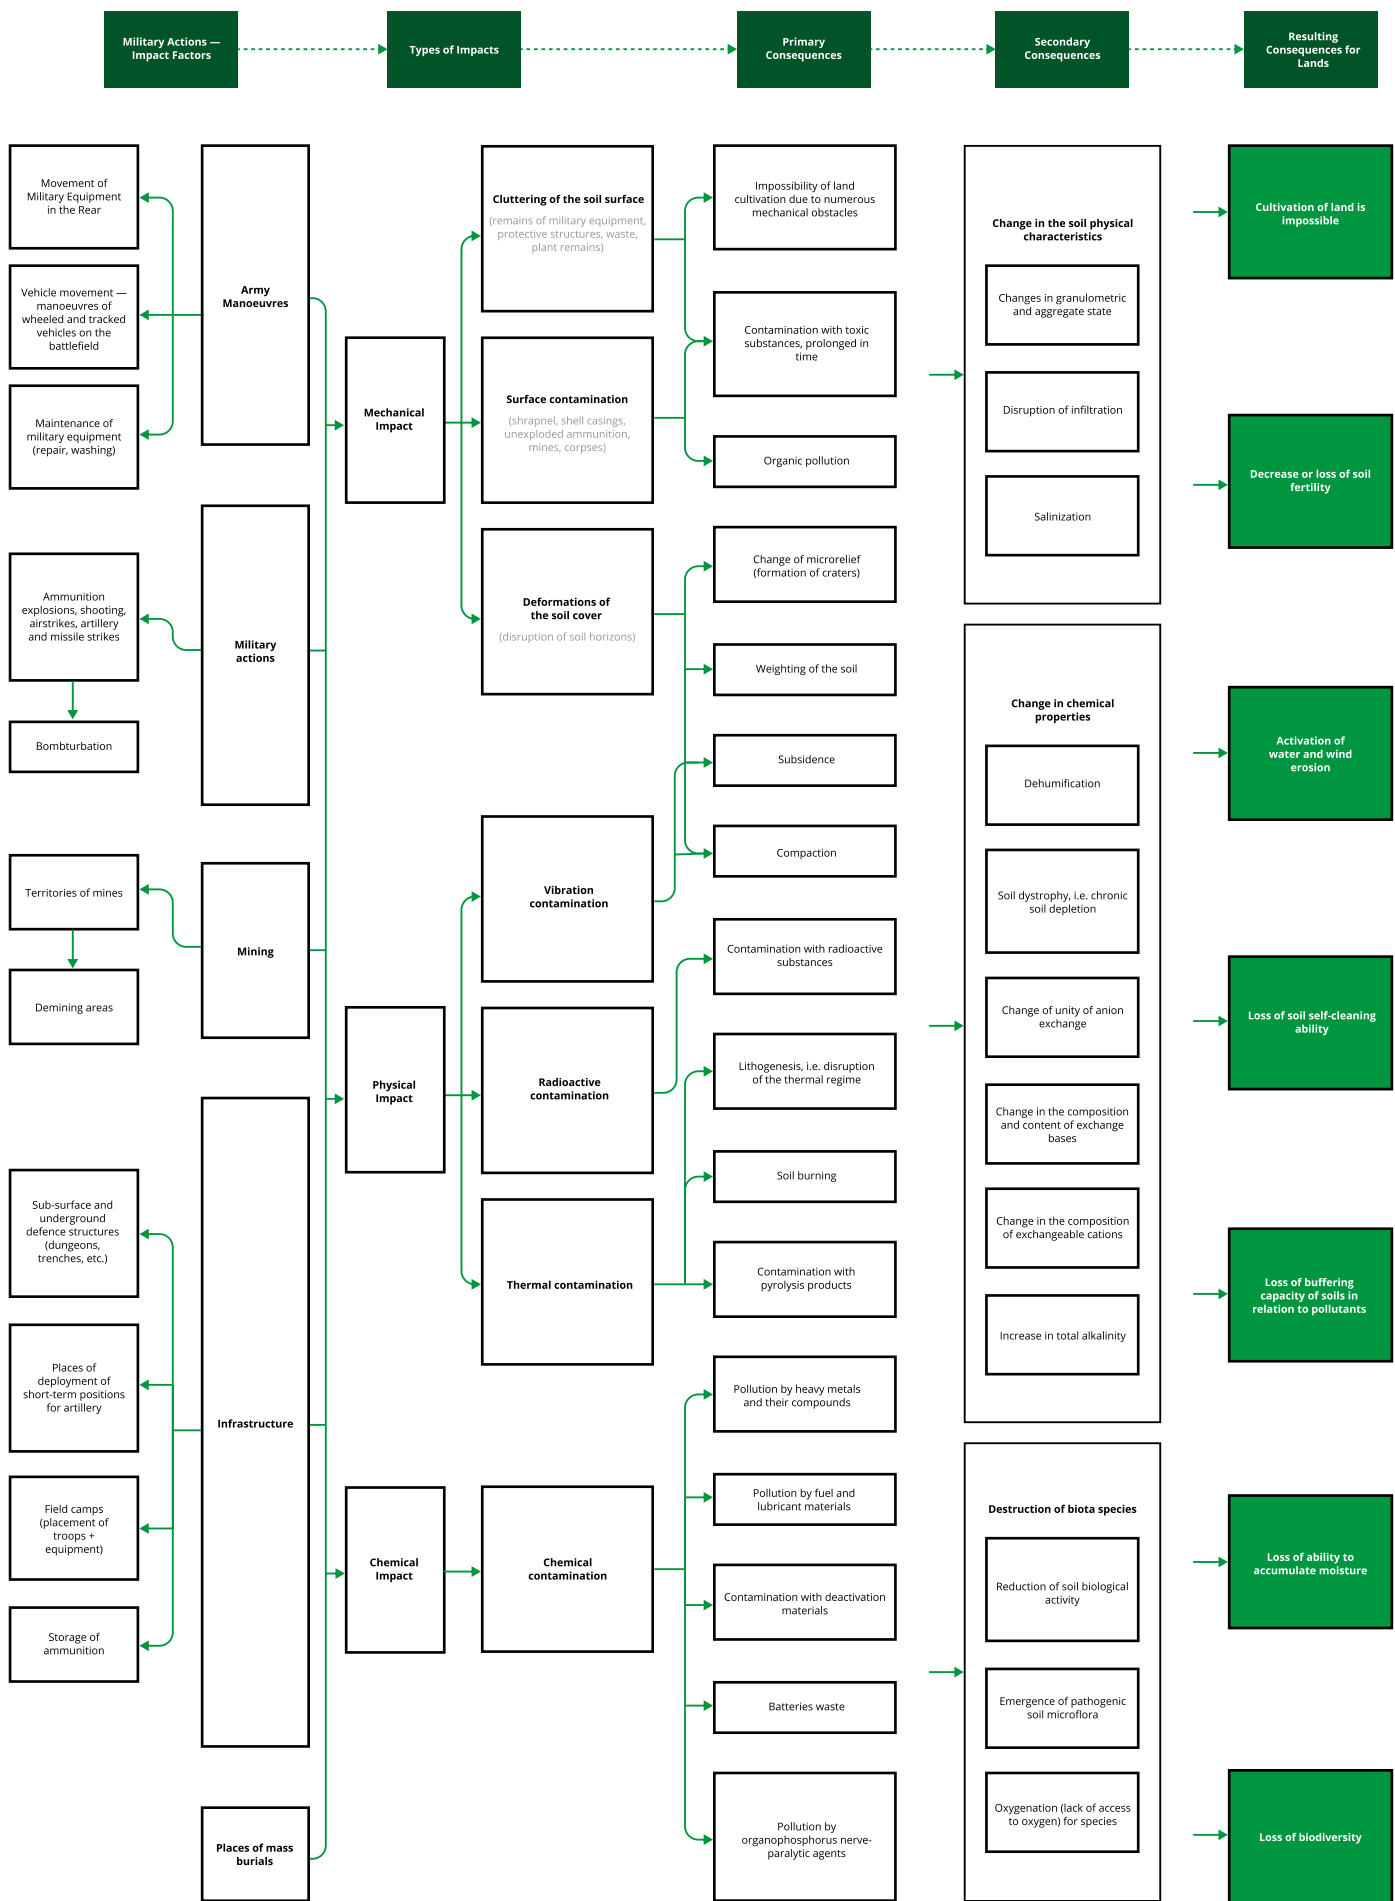 Military Actions —
Impact Factors
Types of Impacts
Primary
Consequences
Secondary
Consequences
Resulting
Consequences for
Lands
Movement of
Military Equipment
in the Rear
Vehicle movement —
manoeuvres of
wheeled and tracked
vehicles on the
battlefield
Maintenance of
military equipment
(repair, washing)
Ammunition
explosions, shooting,
airstrikes, artillery
and missile strikes
Bombturbation
Territories of mines
Demining areas
Sub-surface and
underground
defence structures
(dungeons,
trenches, etc.)
Places of
deployment of
short-term positions
for artillery
Field camps
(placement of
troops +
equipment)
Storage of
ammunition
Army
Manoeuvres
Military
actions
Mining
Infrastructure
Places of mass
burials
Mechanical
Impact
Physical
Impact
Chemical
Impact
Cluttering of the soil surface
(remains of military equipment,
protective structures, waste,
plant remains)
Surface contamination
(shrapnel, shell casings,
unexploded ammunition,
mines, corpses)
Deformations of
the soil cover
(disruption of soil horizons)
Vibration
contamination
Radioactive
contamination
Thermal contamination
Chemical
contamination
Impossibility of land
cultivation due to numerous
mechanical obstacles
Contamination with toxic
substances, prolonged in
time
Organic pollution
Change of microrelief
(formation of craters)
Weighting of the soil
Subsidence
Compaction
Contamination with radioactive
substances
Lithogenesis, i.e. disruption
of the thermal regime
Soil burning
Contamination with
pyrolysis products
Pollution by heavy metals
and their compounds
Pollution by fuel and
lubricant materials
Contamination with deactivation
materials
Batteries waste
Pollution by
organophosphorus nerve-
paralytic agents
Change in the soil physical
characteristics
Changes in granulometric
and aggregate state
Disruption of infiltration
Salinization
Change in chemical
properties
Dehumification
Soil dystrophy, i.e. chronic
soil depletion
Change of unity of anion
exchange
Change in the composition
and content of exchange
bases
Change in the composition
of exchangeable cations
Increase in total alkalinity
Destruction of biota species
Reduction of soil biological
activity
Emergence of pathogenic
soil microflora
Oxygenation (lack of access
to oxygen) for species
Cultivation of land is
impossible
Decrease or loss of soil
fertility
Activation of
water and wind
erosion
Loss of soil self-cleaning
ability
Loss of buffering
capacity of soils in
relation to pollutants
Loss of ability to
accumulate moisture
Loss of biodiversity